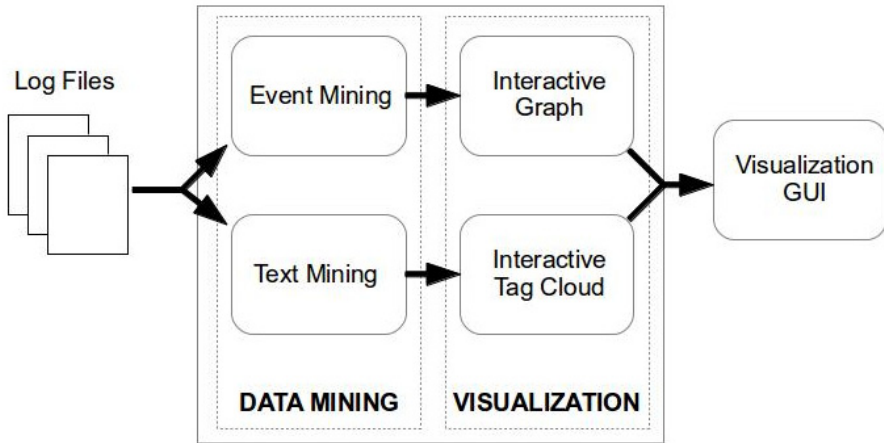 Log Files
Event Mining
Interactive
Graph
Visualization
GUI
Text Mining
Interactive
Tag Cloud
DATA MINING
VISUALIZATION